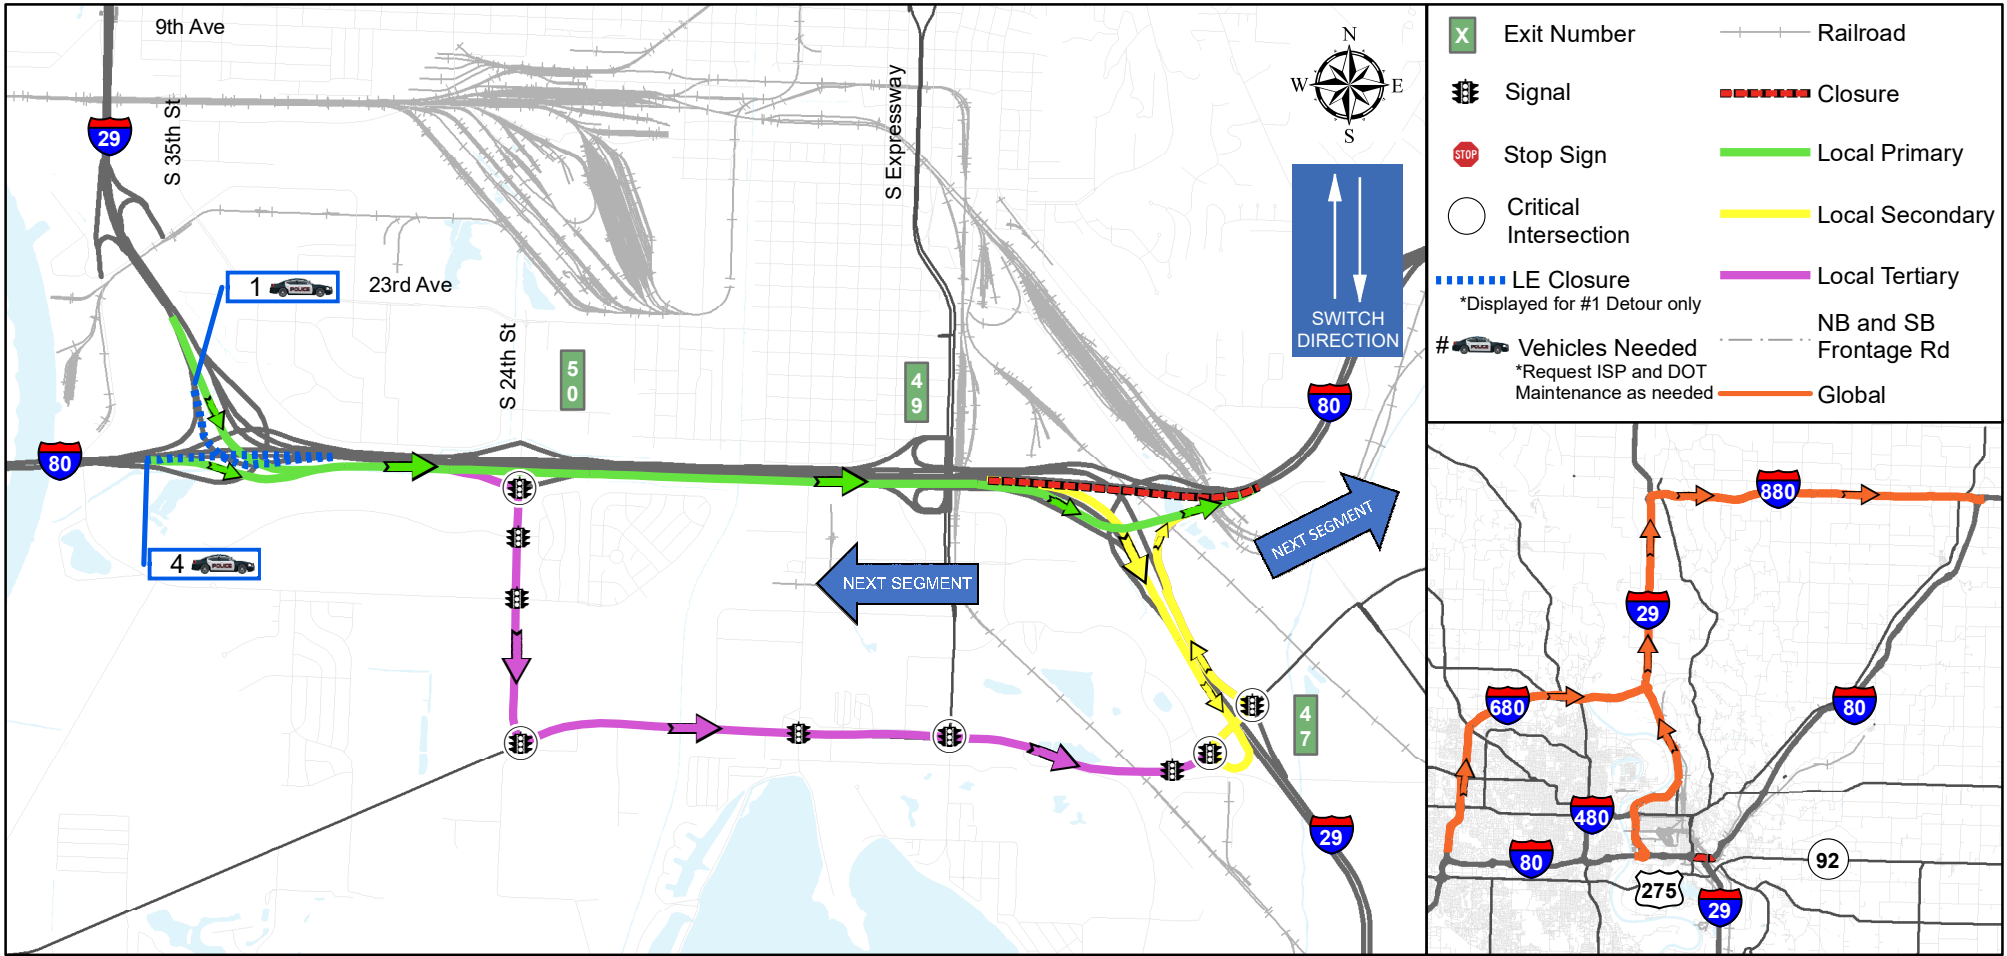 9th Ave
S 35th St
29
S Expressway
N
W E
S
1 POLICE
23rd Ave
SWITCH
DIRECTION
S 24th St
5
0
4
9
80
80
4 POLICE
NEXT SEGMENT
NEXT SEGMENT
4
7
29
X Exit Number
Signal
STOP Stop Sign
Critical
Intersection
LE Closure
*Displayed for #1 Detour only
# Vehicles Needed
*Request ISP and DOT
Maintenance as needed
Railroad
Closure
Local Primary
Local Secondary
Local Tertiary
NB and SB
Frontage Rd
Global
880
29
680
80
480
80
92
275
29